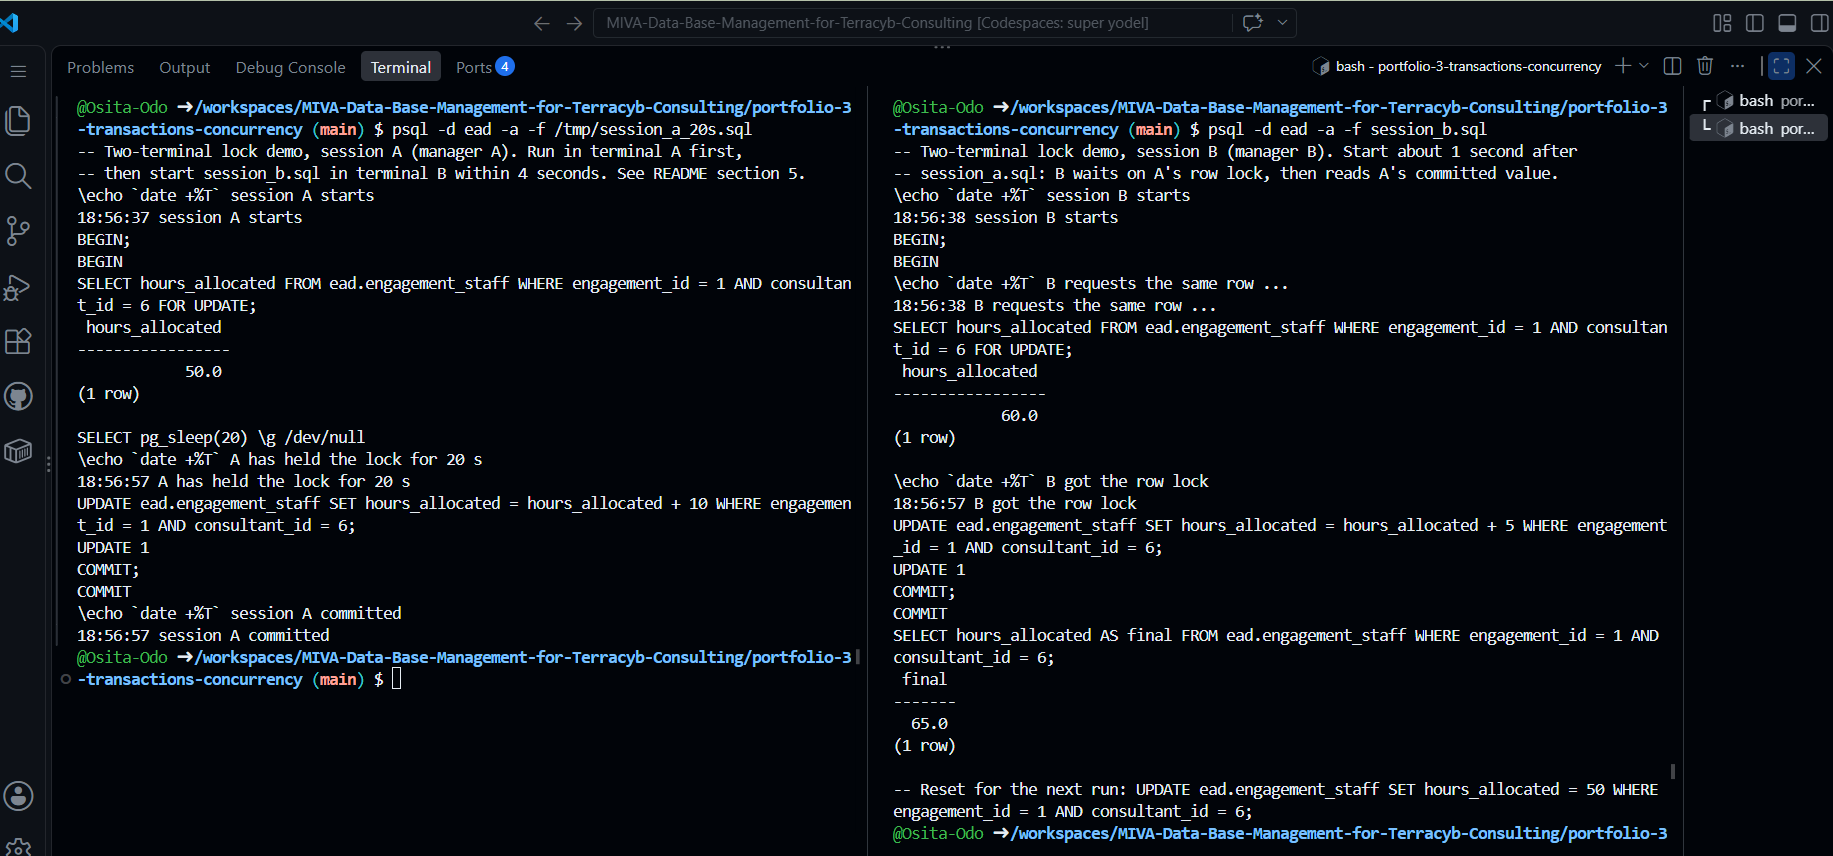 MIVA-Data-Base-Management-for-Terracyb-Consulting [Codespaces: super yodel]
Problems Output Debug Console Terminal Ports 4
bash - portfolio-3-transactions-concurrency
@Osita-Odo ➜/workspaces/MIVA-Data-Base-Management-for-Terracyb-Consulting/portfolio-3
-transactions-concurrency (main) $ psql -d ead -a -f /tmp/session_a_20s.sql
-- Two-terminal lock demo, session A (manager A). Run in terminal A first,
-- then start session_b.sql in terminal B within 4 seconds. See README section 5.
\echo `date +%T` session A starts
18:56:37 session A starts
BEGIN;
BEGIN
SELECT hours_allocated FROM ead.engagement_staff WHERE engagement_id = 1 AND consultan
t_id = 6 FOR UPDATE;
hours_allocated
-----------------
50.0
(1 row)
SELECT pg_sleep(20) \g /dev/null
\echo `date +%T` A has held the lock for 20 s
18:56:57 A has held the lock for 20 s
UPDATE ead.engagement_staff SET hours_allocated = hours_allocated + 10 WHERE engagemen
t_id = 1 AND consultant_id = 6;
UPDATE 1
COMMIT;
COMMIT
\echo `date +%T` session A committed
18:56:57 session A committed
@Osita-Odo ➜/workspaces/MIVA-Data-Base-Management-for-Terracyb-Consulting/portfolio-3
-transactions-concurrency (main) $
@Osita-Odo ➜/workspaces/MIVA-Data-Base-Management-for-Terracyb-Consulting/portfolio-3
-transactions-concurrency (main) $ psql -d ead -a -f session_b.sql
-- Two-terminal lock demo, session B (manager B). Start about 1 second after
-- session_a.sql: B waits on A's row lock, then reads A's committed value.
\echo `date +%T` session B starts
18:56:38 session B starts
BEGIN;
BEGIN
\echo `date +%T` B requests the same row ...
18:56:38 B requests the same row ...
SELECT hours_allocated FROM ead.engagement_staff WHERE engagement_id = 1 AND consultan
t_id = 6 FOR UPDATE;
hours_allocated
-----------------
60.0
(1 row)
\echo `date +%T` B got the row lock
18:56:57 B got the row lock
UPDATE ead.engagement_staff SET hours_allocated = hours_allocated + 5 WHERE engagement
_id = 1 AND consultant_id = 6;
UPDATE 1
COMMIT;
COMMIT
SELECT hours_allocated AS final FROM ead.engagement_staff WHERE engagement_id = 1 AND
consultant_id = 6;
final
-------
65.0
(1 row)
-- Reset for the next run: UPDATE ead.engagement_staff SET hours_allocated = 50 WHERE
engagement_id = 1 AND consultant_id = 6;
@Osita-Odo ➜/workspaces/MIVA-Data-Base-Management-for-Terracyb-Consulting/portfolio-3
bash por...
bash por...